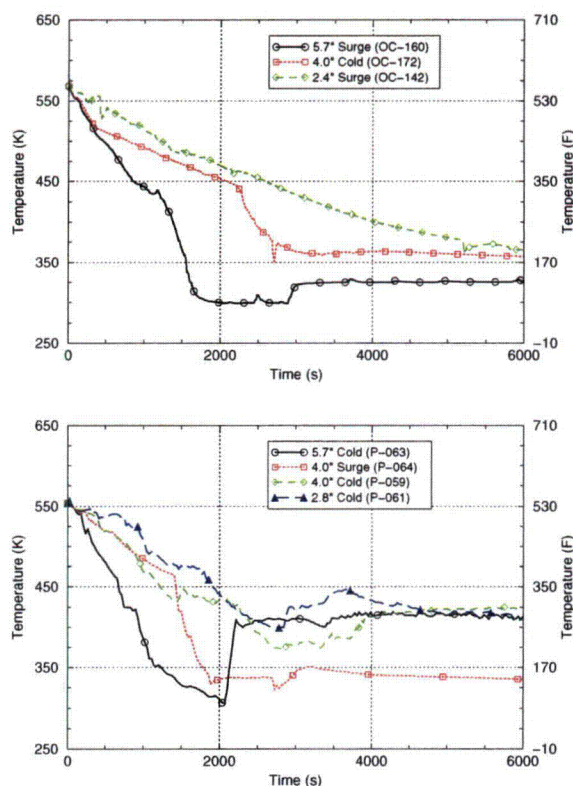 650
550
450
350
250
Temperature (K)
5.7" Surge (OC-160)
4.0" Cold (OC-172)
2.4" Surge (OC-142)
710
530
350
170
-10
Temperature (F)
0
2000
4000
6000
Time (s)
650
550
450
350
250
Temperature (K)
5.7" Cold (P-063)
4.0" Surge (P-064)
4.0" Cold (P-059)
2.8" Cold (P-061)
710
530
350
170
-10
Temperature (F)
0
2000
4000
6000
Time (s)